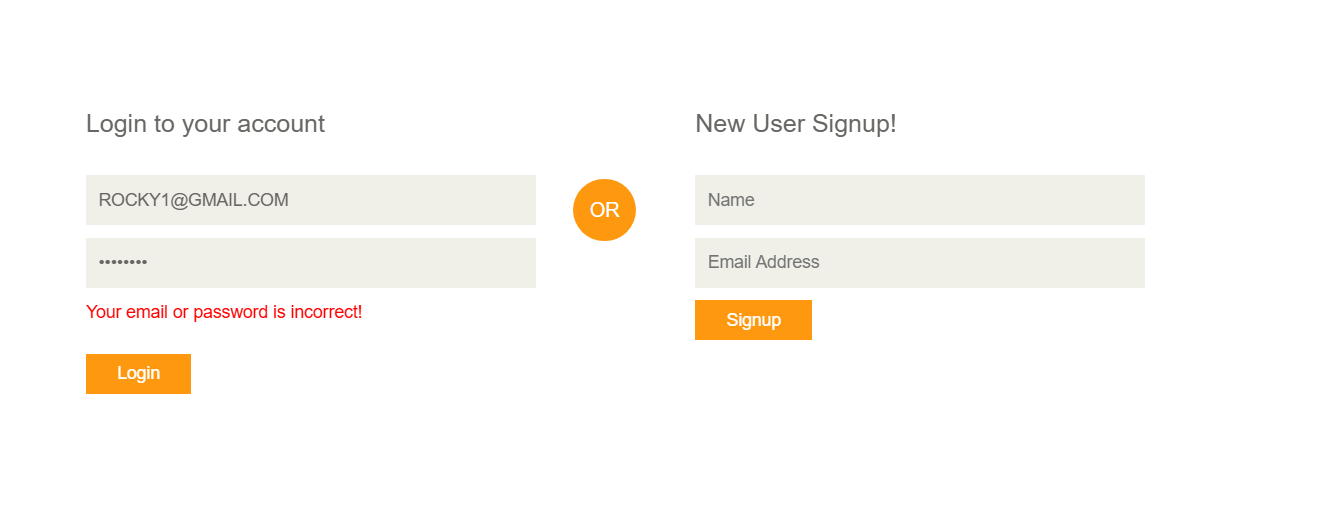 Login to your account
ROCKY1@GMAIL.COM
••••••••
Your email or password is incorrect!
Login
OR
New User Signup!
Name
Email Address
Signup